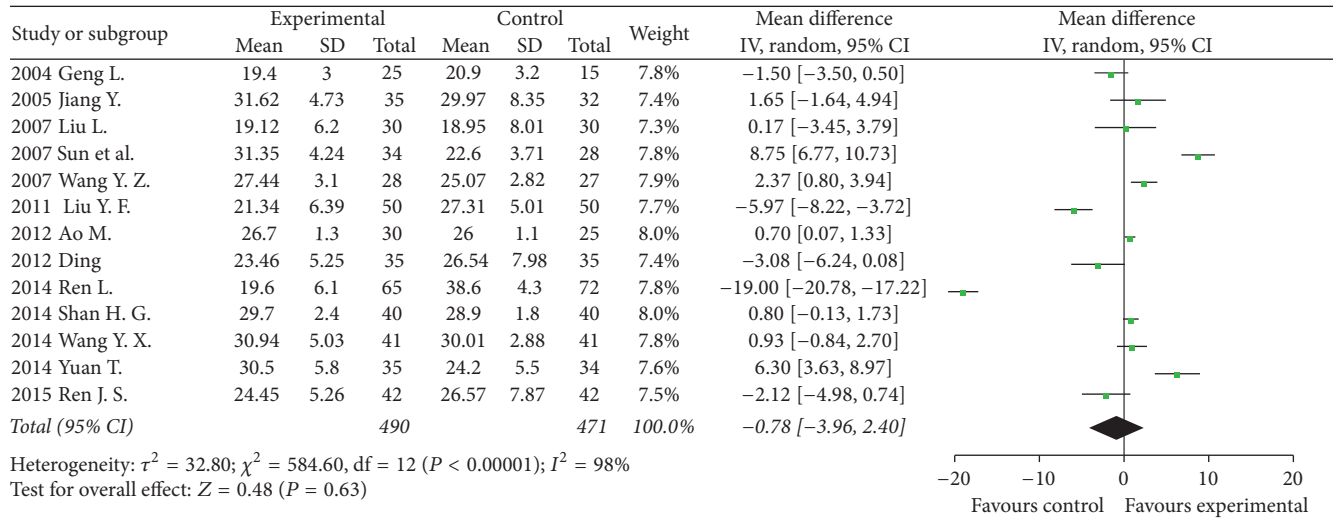 Study or subgroup Experimental Control Weight Mean difference Mean difference
Mean SD Total Mean SD Total IV, random, 95% CI IV, random, 95% CI
2004 Geng L. 19.4 3 25 20.9 3.2 15 7.8% −1.50 [−3.50, 0.50]
2005 Jiang Y. 31.62 4.73 35 29.97 8.35 32 7.4% 1.65 [−1.64, 4.94]
2007 Liu L. 19.12 6.2 30 18.95 8.01 30 7.3% 0.17 [−3.45, 3.79]
2007 Sun et al. 31.35 4.24 34 22.6 3.71 28 7.8% 8.75 [6.77, 10.73]
2007 Wang Y. Z. 27.44 3.1 28 25.07 2.82 27 7.9% 2.37 [0.80, 3.94]
2011 Liu Y. F. 21.34 6.39 50 27.31 5.01 50 7.7% −5.97 [−8.22, −3.72]
2012 Ao M. 26.7 1.3 30 26 1.1 25 8.0% 0.70 [0.07, 1.33]
2012 Ding 23.46 5.25 35 26.54 7.98 35 7.4% −3.08 [−6.24, 0.08]
2014 Ren L. 19.6 6.1 65 38.6 4.3 72 7.8% −19.00 [−20.78, −17.22]
2014 Shan H. G. 29.7 2.4 40 28.9 1.8 40 8.0% 0.80 [−0.13, 1.73]
2014 Wang Y. X. 30.94 5.03 41 30.01 2.88 41 7.8% 0.93 [−0.84, 2.70]
2014 Yuan T. 30.5 5.8 35 24.2 5.5 34 7.6% 6.30 [3.63, 8.97]
2015 Ren J. S. 24.45 5.26 42 26.57 7.87 42 7.5% −2.12 [−4.98, 0.74]
Total (95% CI) 490 471 100.0% −0.78 [−3.96, 2.40]
Heterogeneity: τ² = 32.80; χ² = 584.60, df = 12 (P < 0.00001); I² = 98%
Test for overall effect: Z = 0.48 (P = 0.63)
−20 −10 0 10 20
Favours control Favours experimental